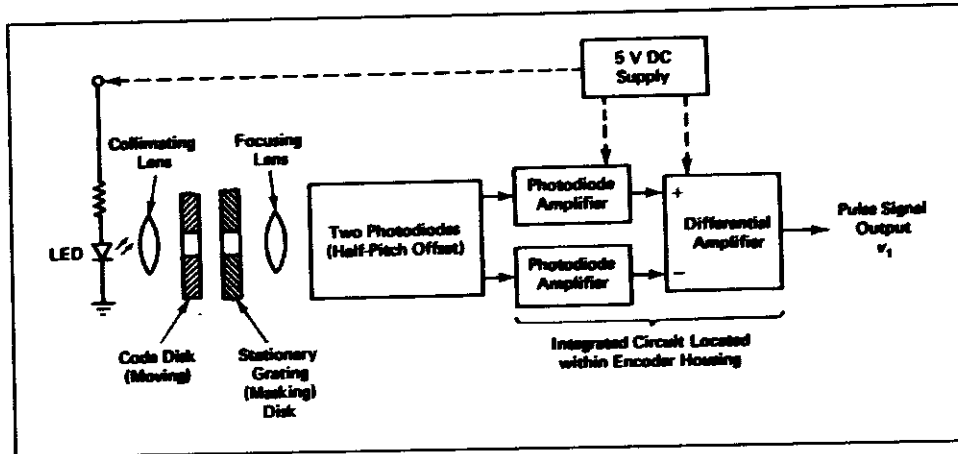 5 V DC
Supply
Collimating
Lens
Focusing
Lens
LED
Two Photodiodes
(Half-Pitch Offset)
Photodiode
Amplifier
Photodiode
Amplifier
+
−
Differential
Amplifier
Pulse Signal
Output
v₁
Code Disk
(Moving)
Stationary
Grating
(Masking)
Disk
Integrated Circuit Located
within Encoder Housing